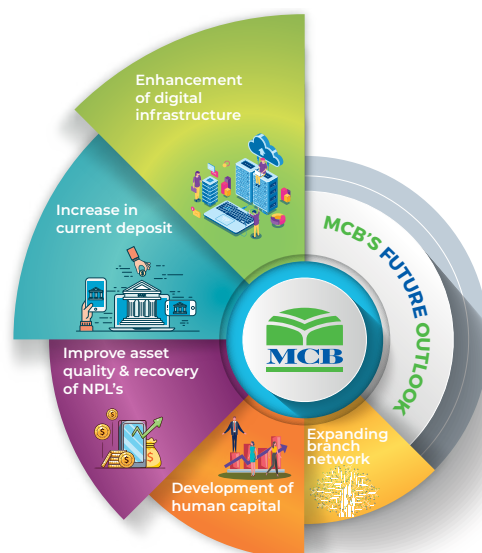 Enhancement
of digital
infrastructure
Increase in
current deposit
MCB'S FUTURE OUTLOOK
MCB
Improve asset
quality & recovery
of NPL's
Expanding
branch
network
Development of
human capital